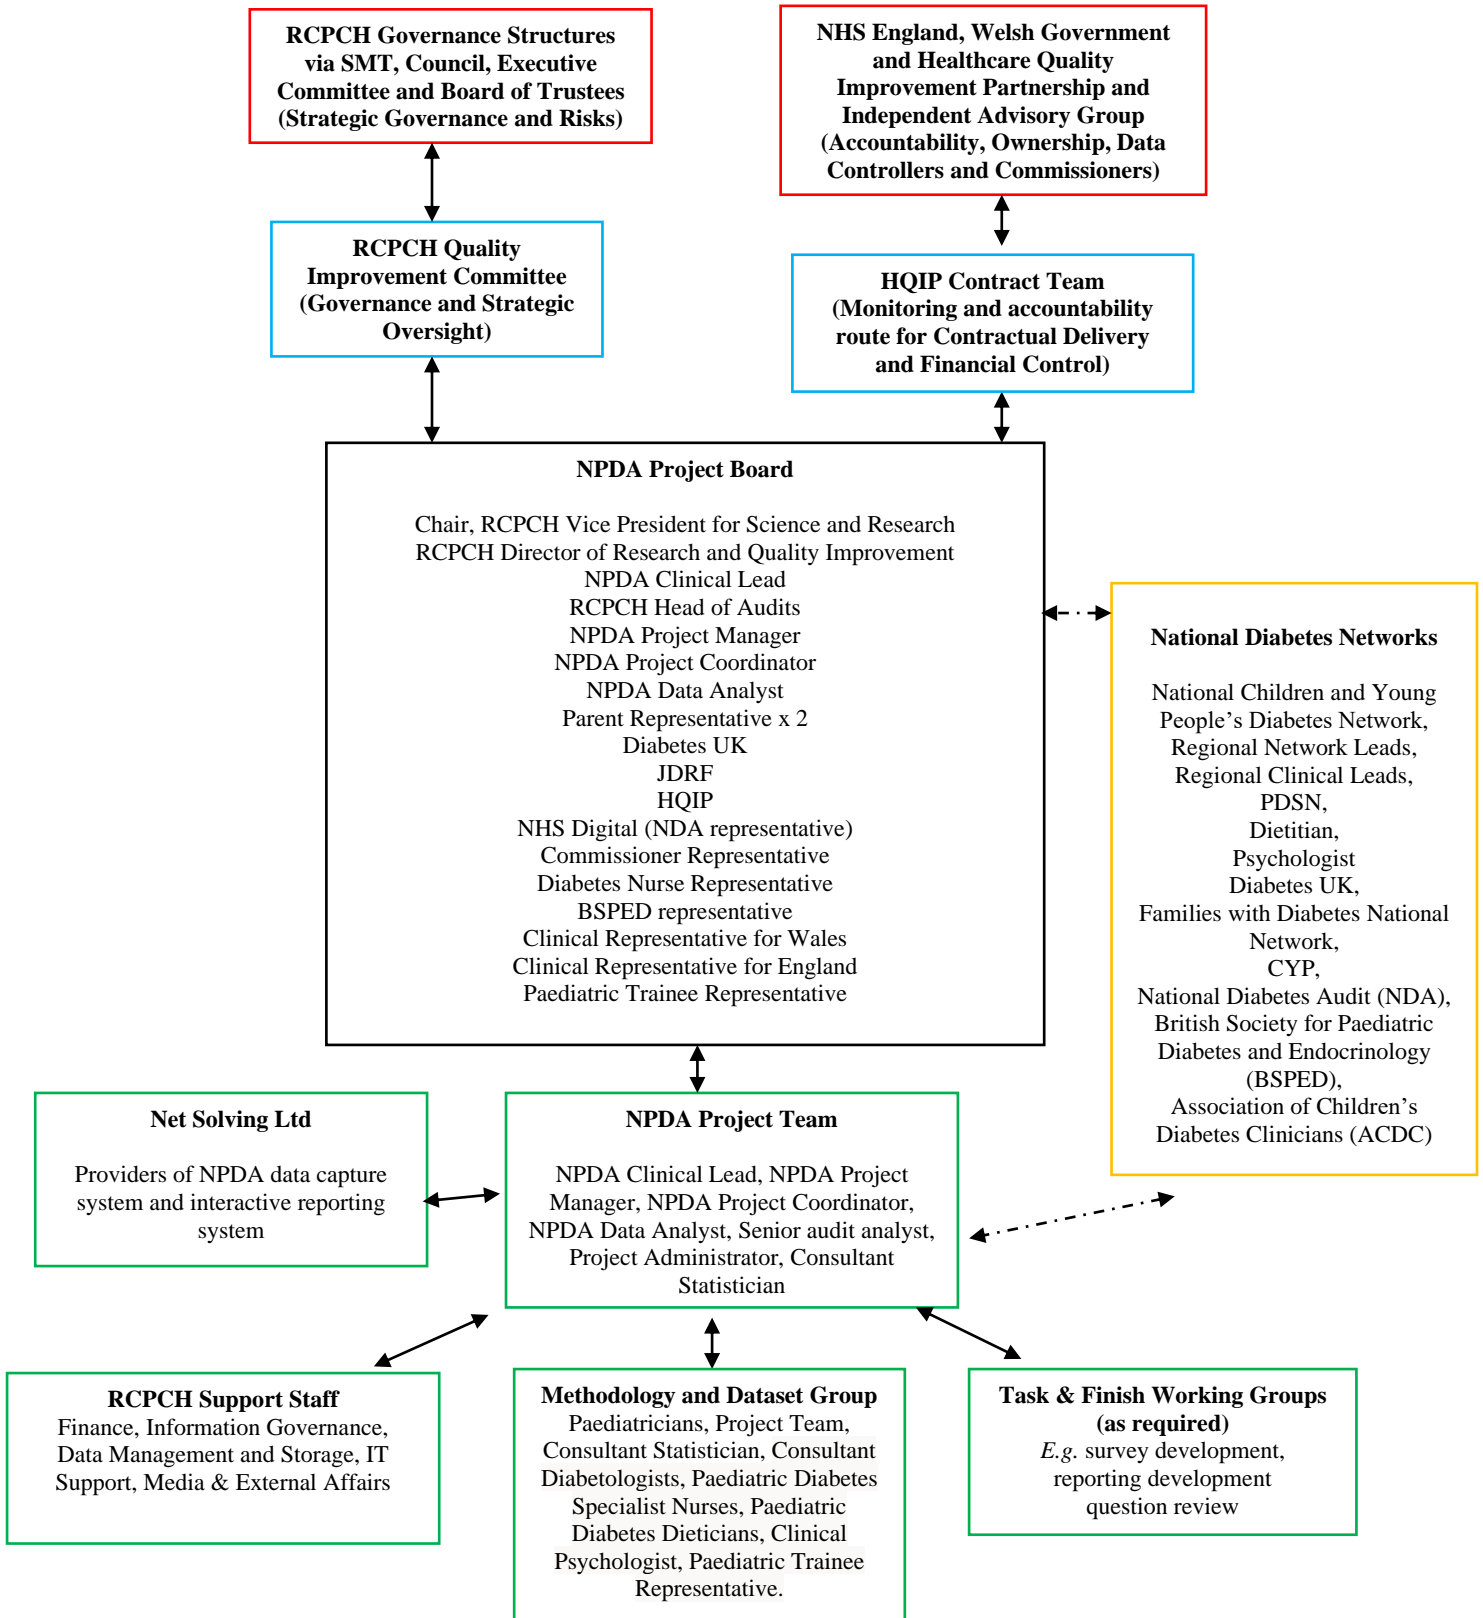 RCPCH Governance Structures
via SMT, Council, Executive
Committee and Board of Trustees
(Strategic Governance and Risks)
NHS England, Welsh Government
and Healthcare Quality
Improvement Partnership and
Independent Advisory Group
(Accountability, Ownership, Data
Controllers and Commissioners)
RCPCH Quality
Improvement Committee
(Governance and Strategic
Oversight)
HQIP Contract Team
(Monitoring and accountability
route for Contractual Delivery
and Financial Control)
NPDA Project Board
Chair, RCPCH Vice President for Science and Research
RCPCH Director of Research and Quality Improvement
NPDA Clinical Lead
RCPCH Head of Audits
NPDA Project Manager
NPDA Project Coordinator
NPDA Data Analyst
Parent Representative x 2
Diabetes UK
JDRF
HQIP
NHS Digital (NDA representative)
Commissioner Representative
Diabetes Nurse Representative
BSPED representative
Clinical Representative for Wales
Clinical Representative for England
Paediatric Trainee Representative
National Diabetes Networks
National Children and Young
People’s Diabetes Network,
Regional Network Leads,
Regional Clinical Leads,
PDSN,
Dietitian,
Psychologist
Diabetes UK,
Families with Diabetes National
Network,
CYP,
National Diabetes Audit (NDA),
British Society for Paediatric
Diabetes and Endocrinology
(BSPED),
Association of Children’s
Diabetes Clinicians (ACDC)
Net Solving Ltd
Providers of NPDA data capture
system and interactive reporting
system
NPDA Project Team
NPDA Clinical Lead, NPDA Project
Manager, NPDA Project Coordinator,
NPDA Data Analyst, Senior audit analyst,
Project Administrator, Consultant
Statistician
RCPCH Support Staff
Finance, Information Governance,
Data Management and Storage, IT
Support, Media & External Affairs
Methodology and Dataset Group
Paediatricians, Project Team,
Consultant Statistician, Consultant
Diabetologists, Paediatric Diabetes
Specialist Nurses, Paediatric
Diabetes Dieticians, Clinical
Psychologist, Paediatric Trainee
Representative.
Task & Finish Working Groups
(as required)
E.g. survey development,
reporting development
question review